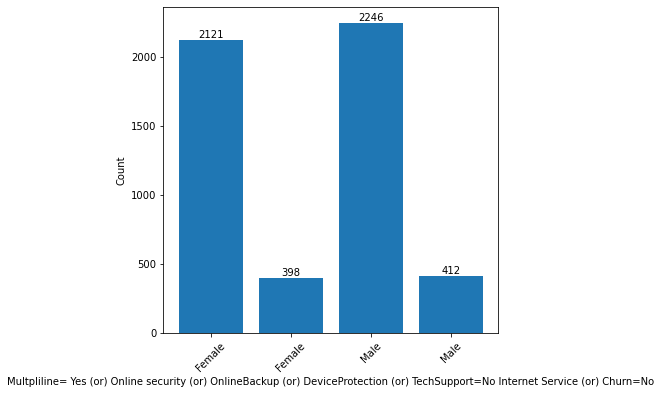 2246
2121
2000
1500
Count
1000
500
398
412
0
Female
Female
Male
Male
Multpliline= Yes (or) Online security (or) OnlineBackup (or) DeviceProtection (or) TechSupport=No Internet Service (or) Churn=No